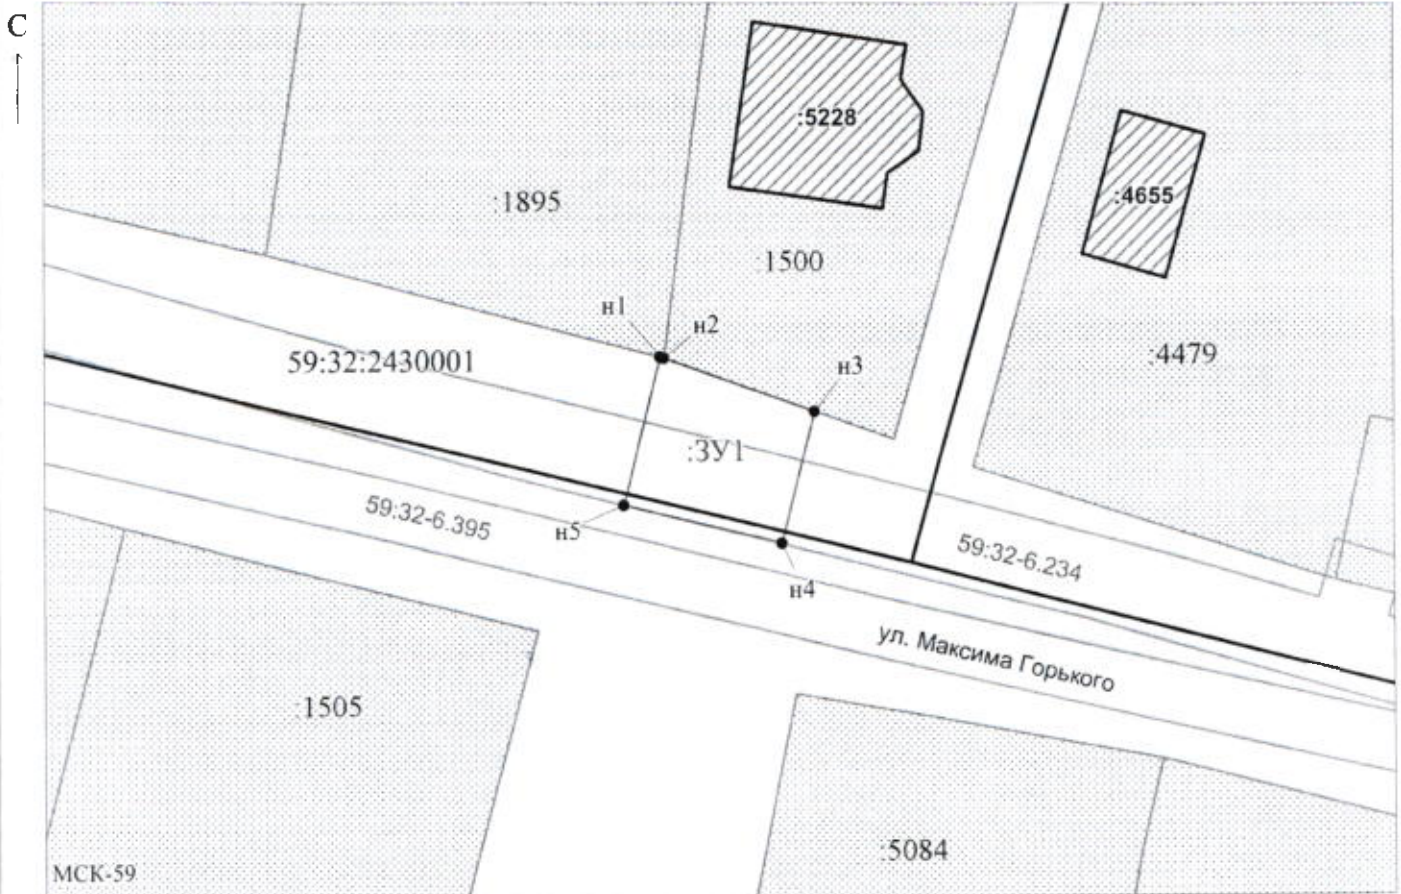 С
:5228
:4655
:1895
1500
н1
н2
:4479
59:32:2430001
н3
:ЗУ1
59:32-6.395
н5
59:32-6.234
н4
ул. Максима Горького
:1505
:5084
МСК-59